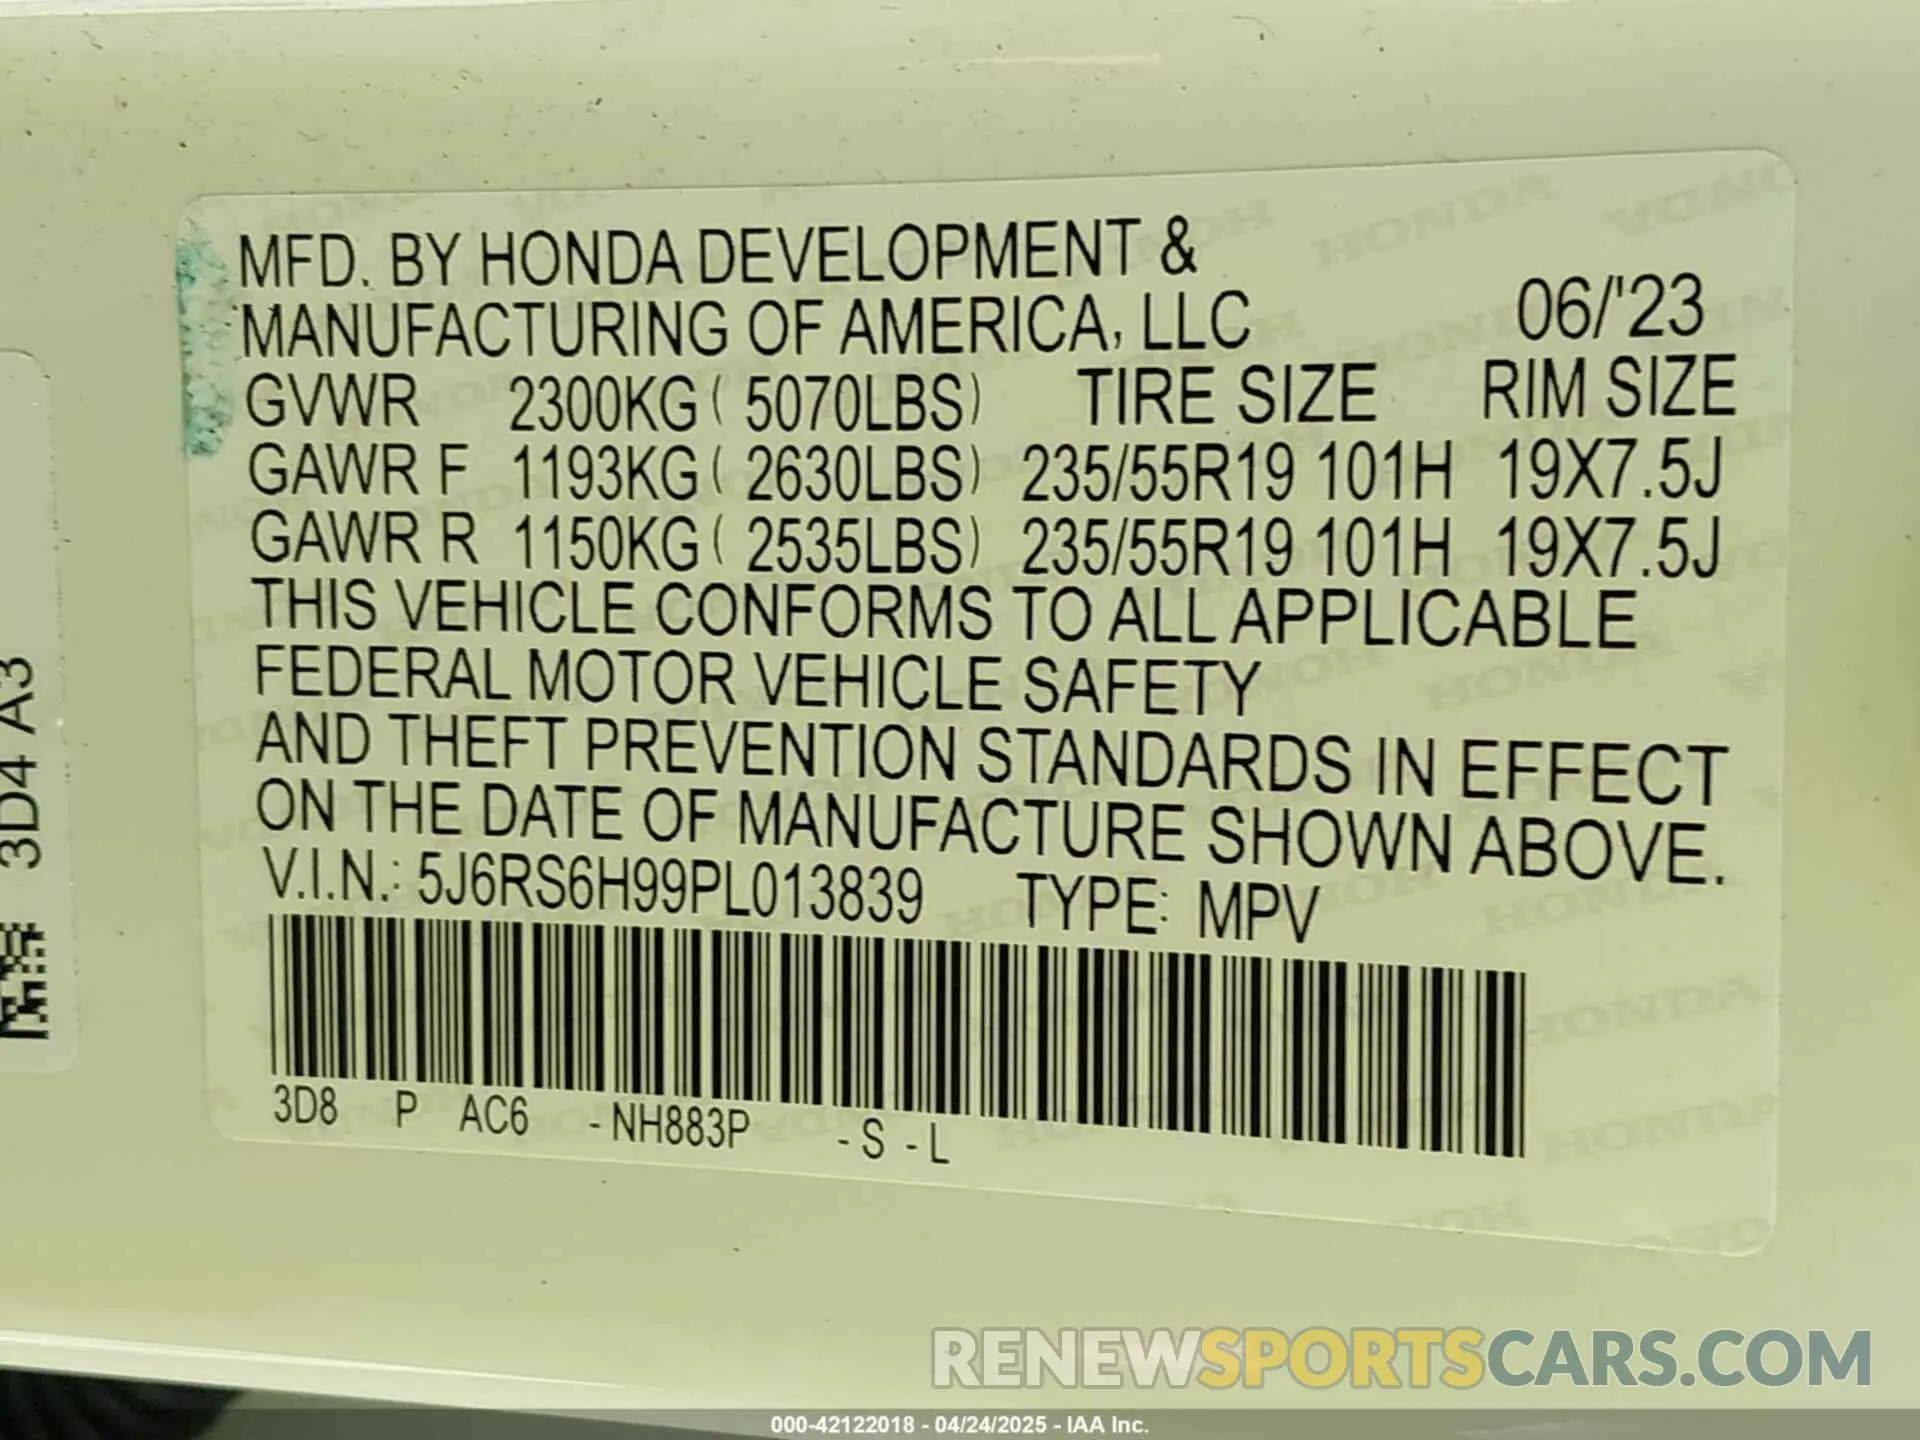 MFD. BY HONDA DEVELOPMENT &
MANUFACTURING OF AMERICA, LLC 06/'23
GVWR 2300KG ( 5070LBS) TIRE SIZE RIM SIZE
GAWR F 1193KG ( 2630LBS) 235/55R19 101H 19X7.5J
GAWR R 1150KG ( 2535LBS) 235/55R19 101H 19X7.5J
THIS VEHICLE CONFORMS TO ALL APPLICABLE
FEDERAL MOTOR VEHICLE SAFETY
AND THEFT PREVENTION STANDARDS IN EFFECT
ON THE DATE OF MANUFACTURE SHOWN ABOVE.
V.I.N.: 5J6RS6H99PL013839 TYPE: MPV
3D8 P AC6 -NH883P -S -L
3D4 A3
RENEWSPORTSCARS.COM
000-42122018 - 04/24/2025 - IAA Inc.